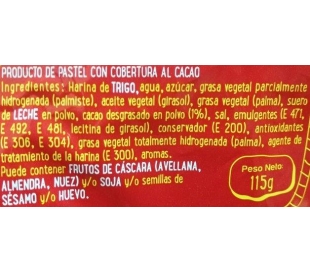 PRODUCTO DE PASTEL CON COBERTURA AL CACAO
Ingredientes: Harina de TRIGO, agua, azúcar, grasa vegetal parcialmente
hidrogenada (palmiste), aceite vegetal (girasol), grasa vegetal (palma), suero
de LECHE en polvo, cacao desgrasado en polvo (1%), sal, emulgentes (E 471,
E 492, E 481, lecitina de girasol), conservador (E 200), antioxidantes
(E 306, E 304), grasa vegetal totalmente hidrogenada (palma), agente de
tratamiento de la harina (E 300), aromas.
Puede contener FRUTOS DE CÁSCARA (AVELLANA,
ALMENDRA, NUEZ) y/o SOJA y/o semillas de
SÉSAMO y/o HUEVO.
Peso Neto:
115g